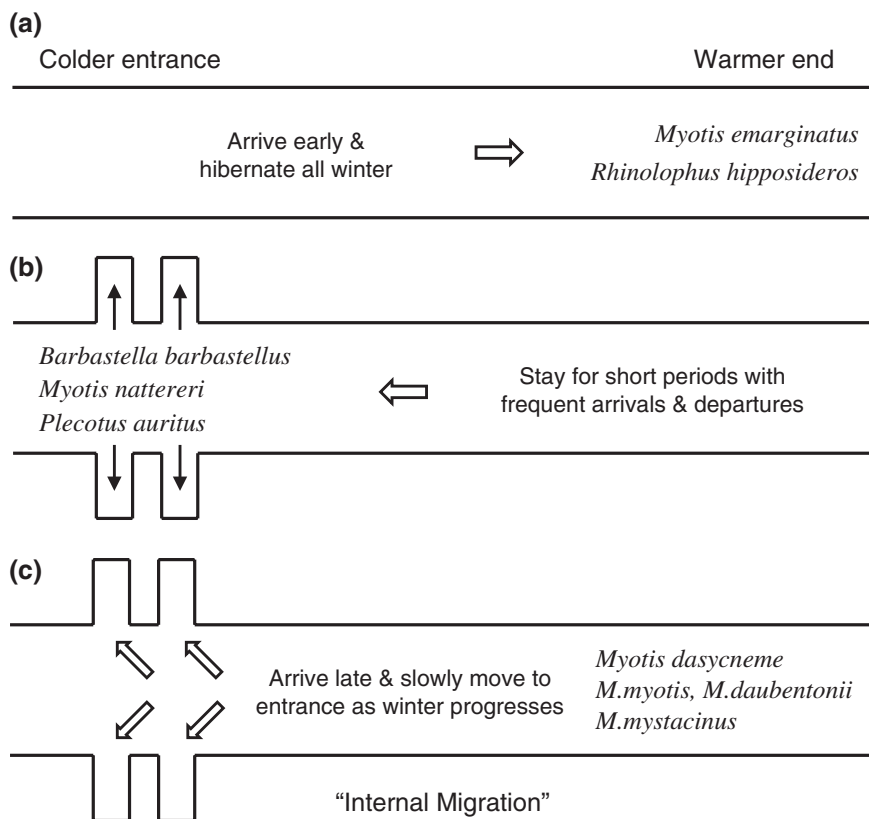 (a)
Colder entrance
Warmer end
Arrive early &
hibernate all winter
Myotis emarginatus
Rhinolophus hipposideros
(b)
Barbastella barbastellus
Myotis nattereri
Plecotus auritus
Stay for short periods with
frequent arrivals & departures
(c)
Arrive late & slowly move to
entrance as winter progresses
Myotis dasycneme
M.myotis, M.daubentonii
M.mystacinus
“Internal Migration”